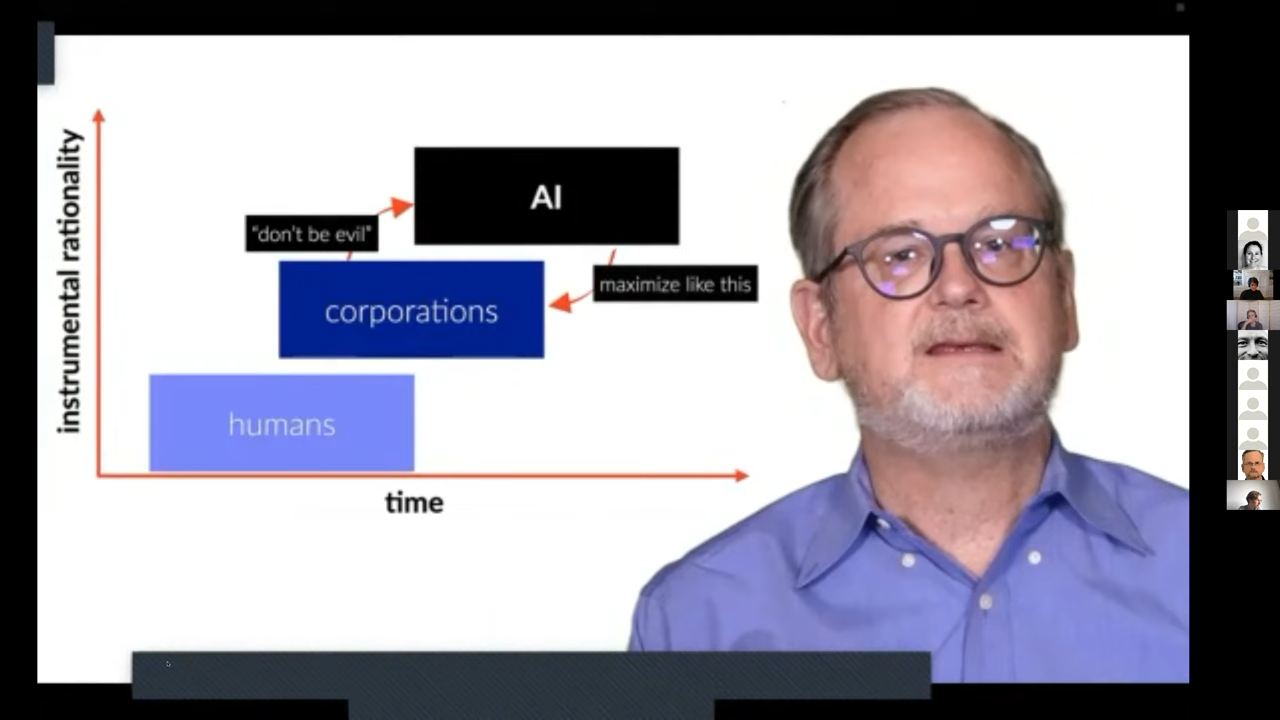 instrumental rationality
AI
"don't be evil"
maximize like this
corporations
humans
time